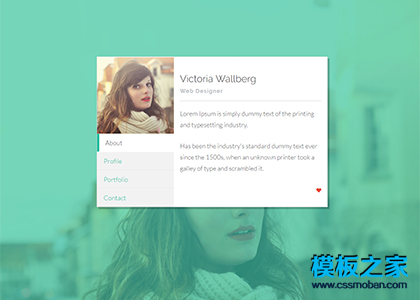 Victoria Wallberg
Web Designer
Lorem Ipsum is simply dummy text of the printing
and typesetting industry.
Has been the industry's standard dummy text ever
since the 1500s, when an unknown printer took a
galley of type and scrambled it.
About
Profile
Portfolio
Contact
模板之家
www.cssmoban.com